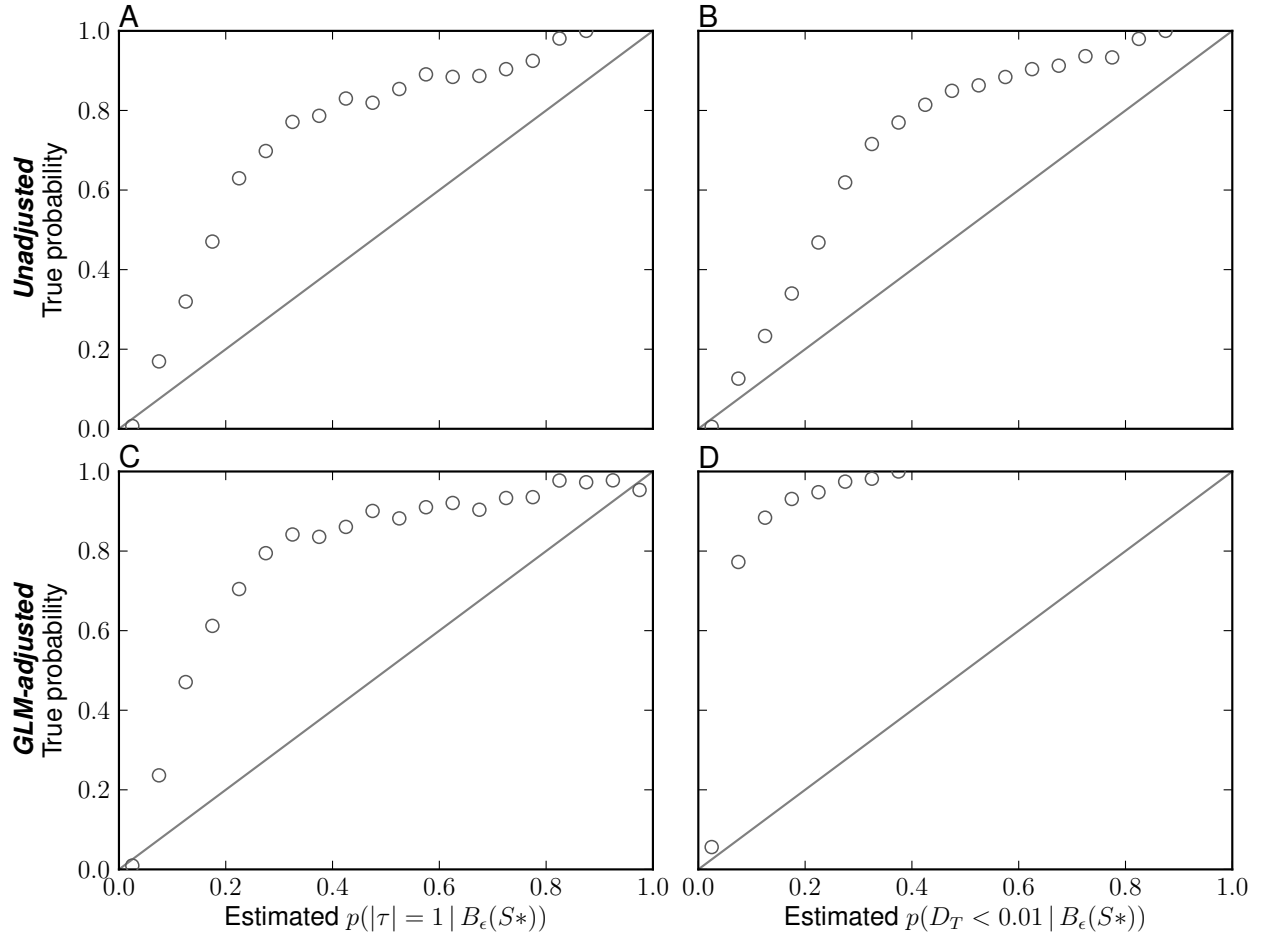 A
B
1.0
0.8
0.6
0.4
0.2
0.0
Unadjusted
True probability
C
D
1.0
0.8
0.6
0.4
0.2
0.0
GLM-adjusted
True probability
0.0 0.2 0.4 0.6 0.8 1.0
0.0 0.2 0.4 0.6 0.8 1.0
Estimated p(|τ| = 1 | B_ϵ(S*))
Estimated p(D_T < 0.01 | B_ϵ(S*))